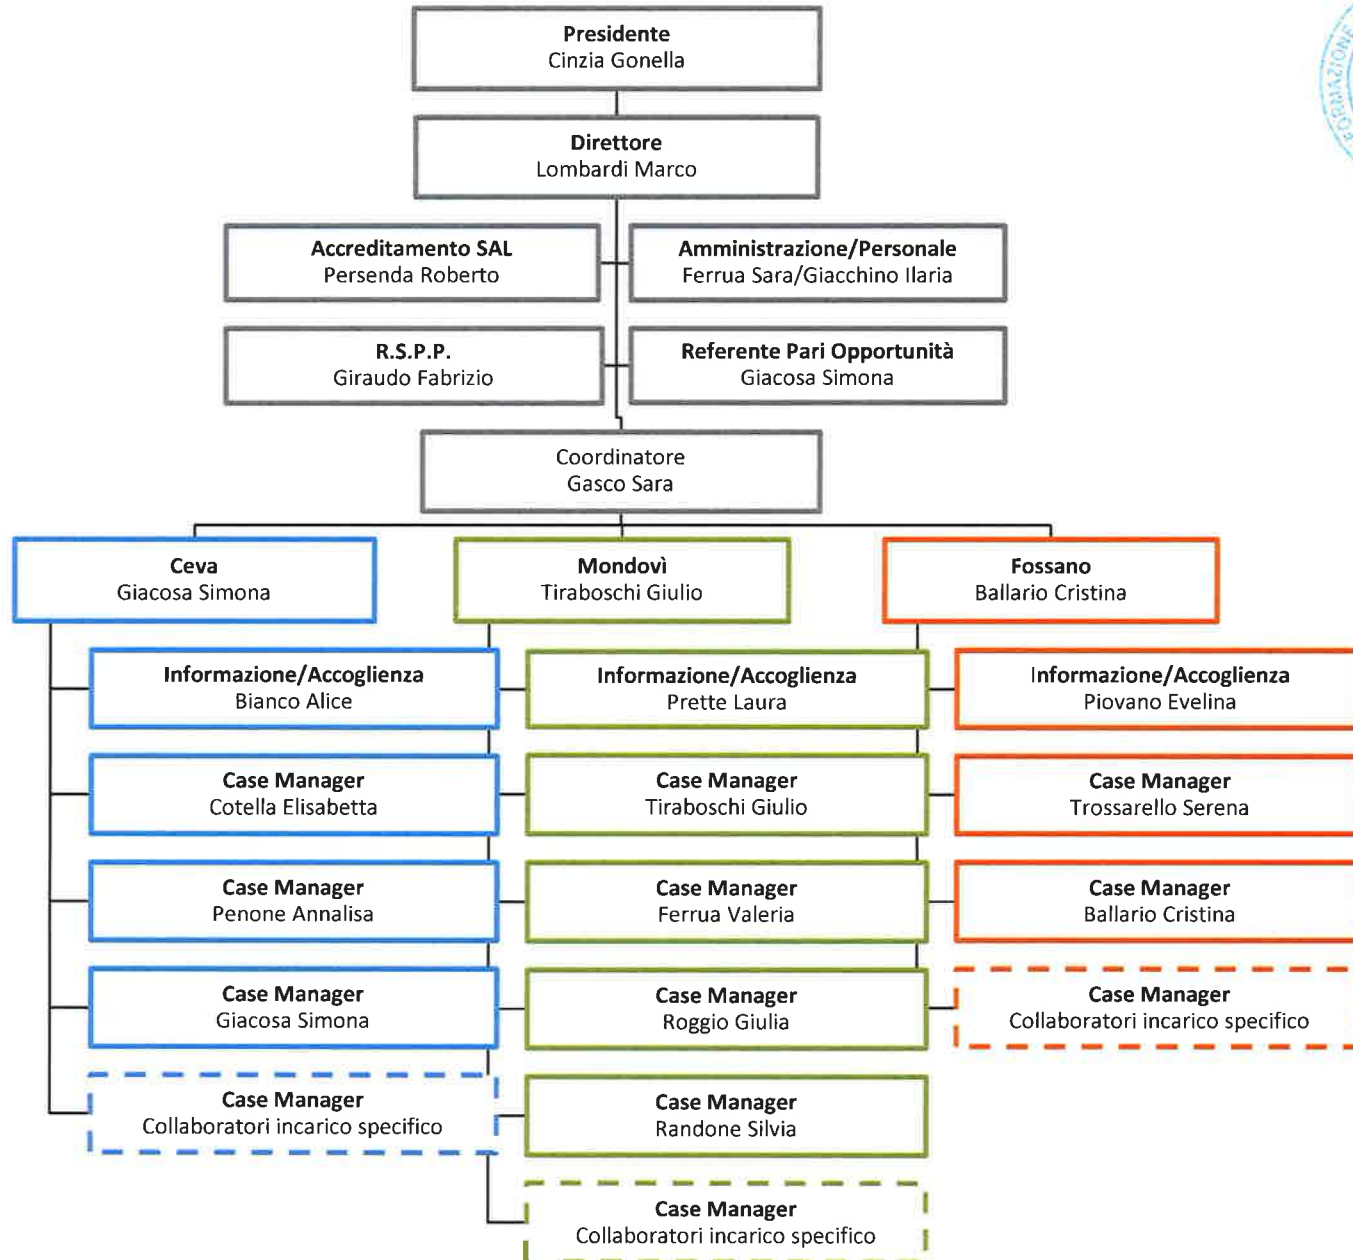 Presidente
Cinzia Gonella
FORMAZIONE
Direttore
Lombardi Marco
Accreditamento SAL
Persenda Roberto
Amministrazione/Personale
Ferrua Sara/Giacchino Ilaria
R.S.P.P.
Giraudo Fabrizio
Referente Pari Opportunità
Giacosa Simona
Coordinatore
Gasco Sara
Ceva
Giacosa Simona
Mondovì
Tiraboschi Giulio
Fossano
Ballario Cristina
Informazione/Accoglienza
Bianco Alice
Informazione/Accoglienza
Prette Laura
Informazione/Accoglienza
Piovano Evelina
Case Manager
Cotella Elisabetta
Case Manager
Tiraboschi Giulio
Case Manager
Trossarello Serena
Case Manager
Penone Annalisa
Case Manager
Ferrua Valeria
Case Manager
Ballario Cristina
Case Manager
Giacosa Simona
Case Manager
Roggio Giulia
Case Manager
Collaboratori incarico specifico
Case Manager
Collaboratori incarico specifico
Case Manager
Randone Silvia
Case Manager
Collaboratori incarico specifico